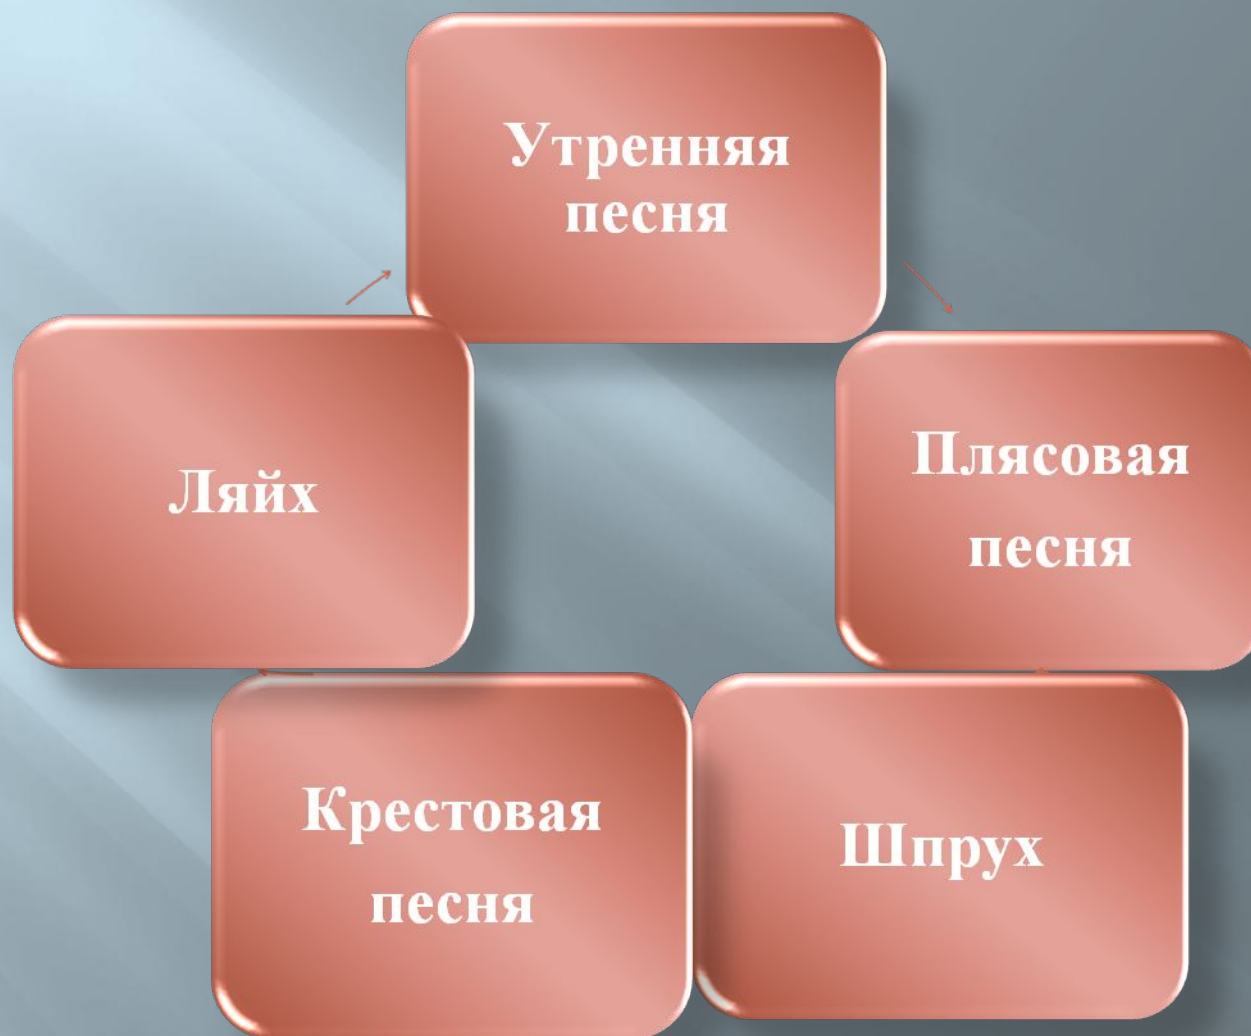 Утренняя
песня
Плясовая
песня
Шпрух
Крестовая
песня
Ляйх